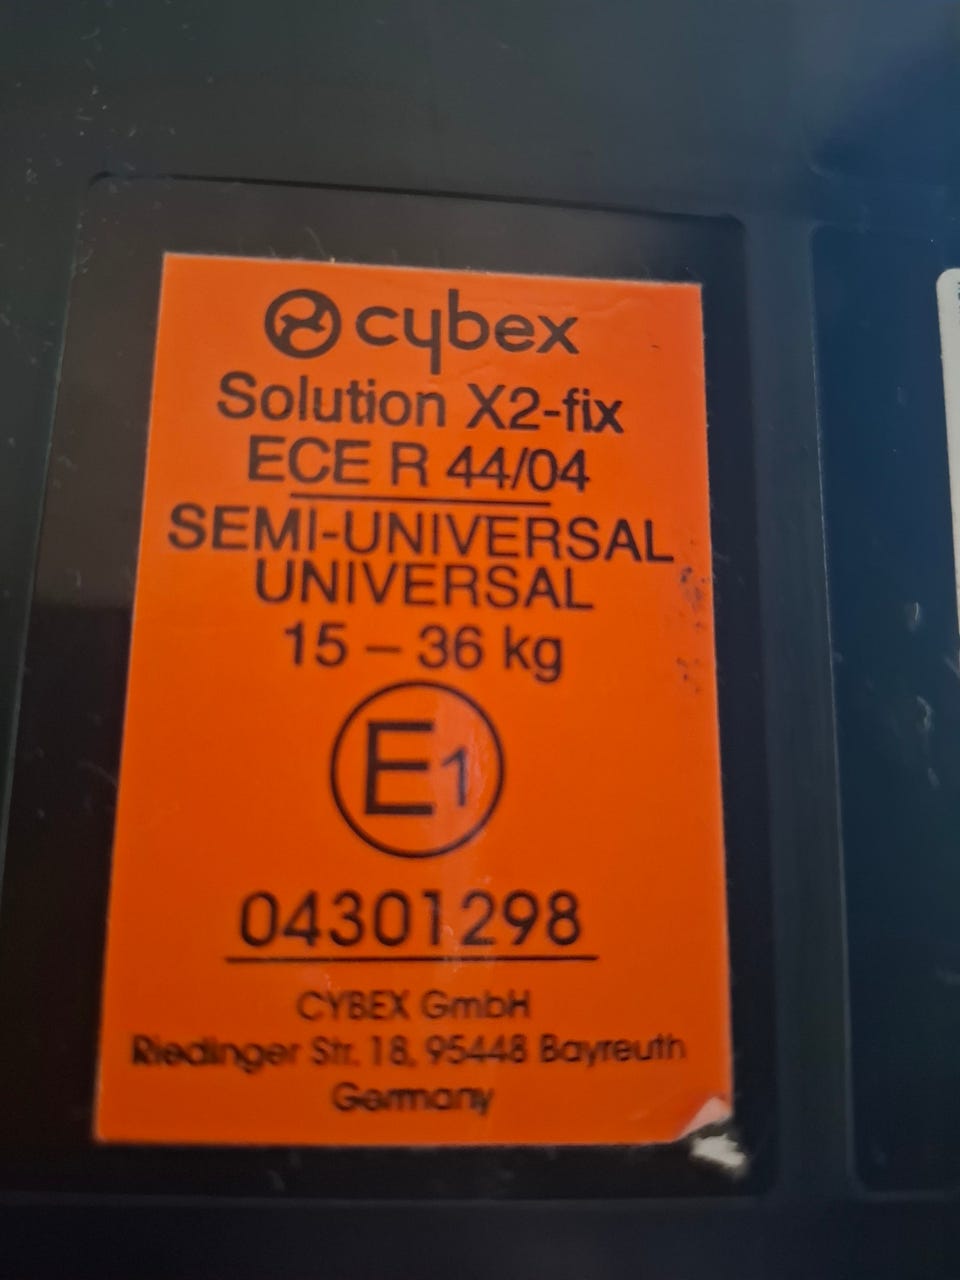 cybex
Solution X2-fix
ECE R 44/04
SEMI-UNIVERSAL
UNIVERSAL
15 – 36 kg
E1
04301298
CYBEX GmbH
Riedinger Str. 18, 95448 Bayreuth
Germany